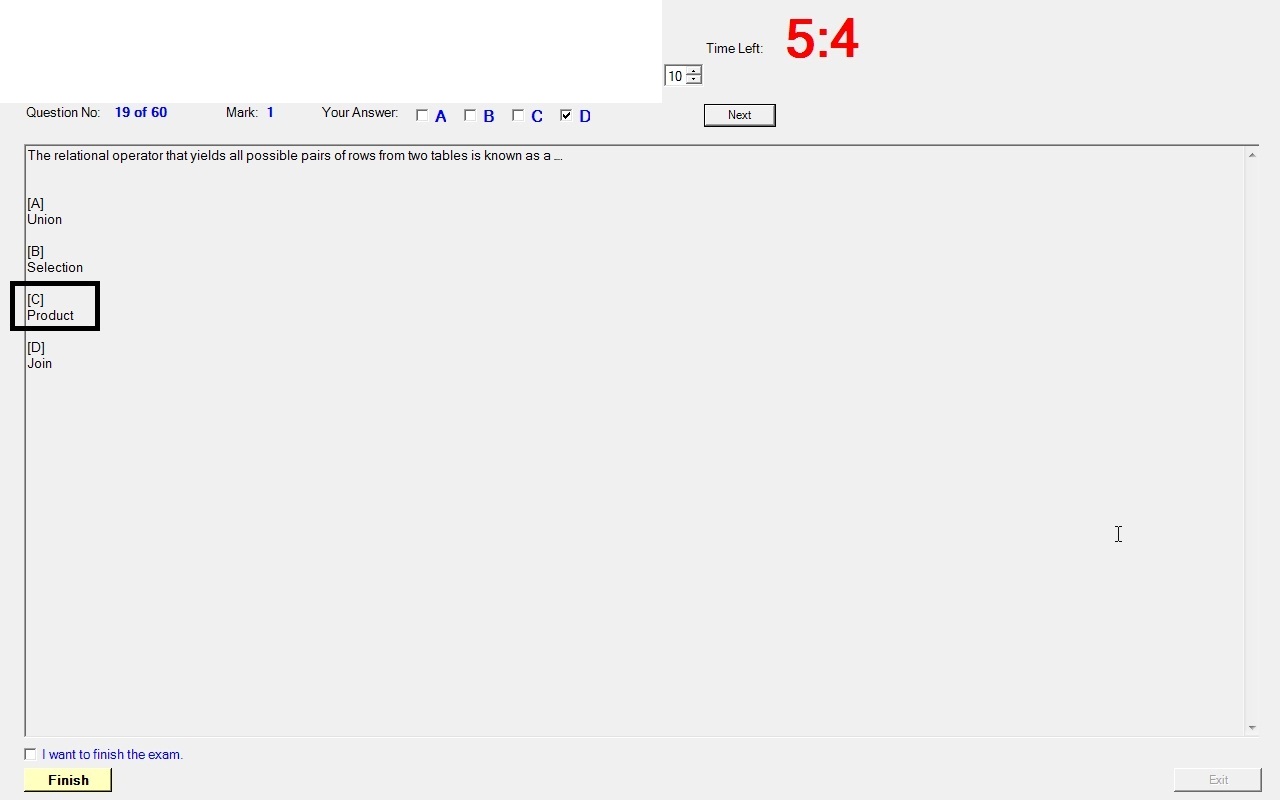 Time Left: 5:4
10
Question No: 19 of 60 Mark: 1 Your Answer: A B C D Next
The relational operator that yields all possible pairs of rows from two tables is known as a ...
[A]
Union
[B]
Selection
[C]
Product
[D]
Join
I want to finish the exam.
Finish Exit